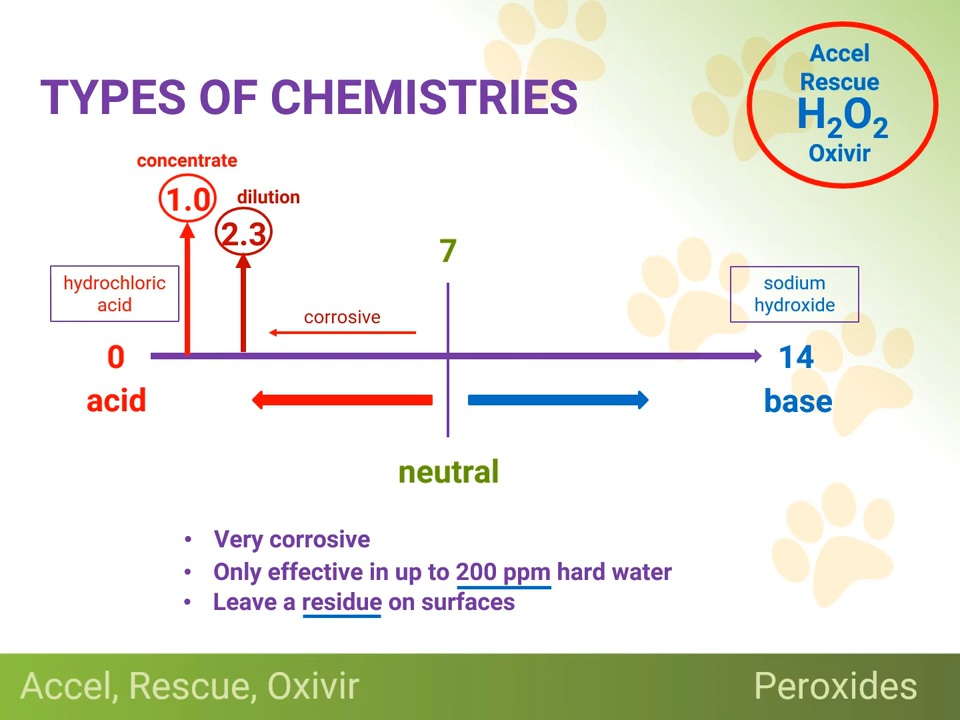 TYPES OF CHEMISTRIES
Accel
Rescue
H₂O₂
Oxivir
concentrate
1.0
dilution
2.3
7
hydrochloric
acid
sodium
hydroxide
corrosive
0
14
acid
base
neutral
• Very corrosive
• Only effective in up to 200 ppm hard water
• Leave a residue on surfaces
Accel, Rescue, Oxivir
Peroxides